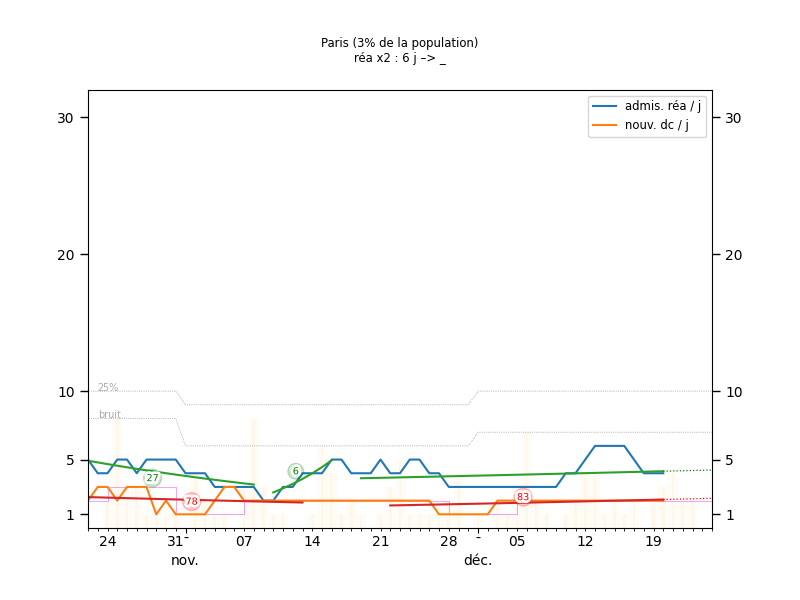 Paris (3% de la population)
réa x2 : 6 j –> _
admis. réa / j
nouv. dc / j
30 30
20 20
10 10
25%
bruit
5 5
27 6
78 83
1 1
24 31 07 14 21 28 05 12 19
nov. déc.